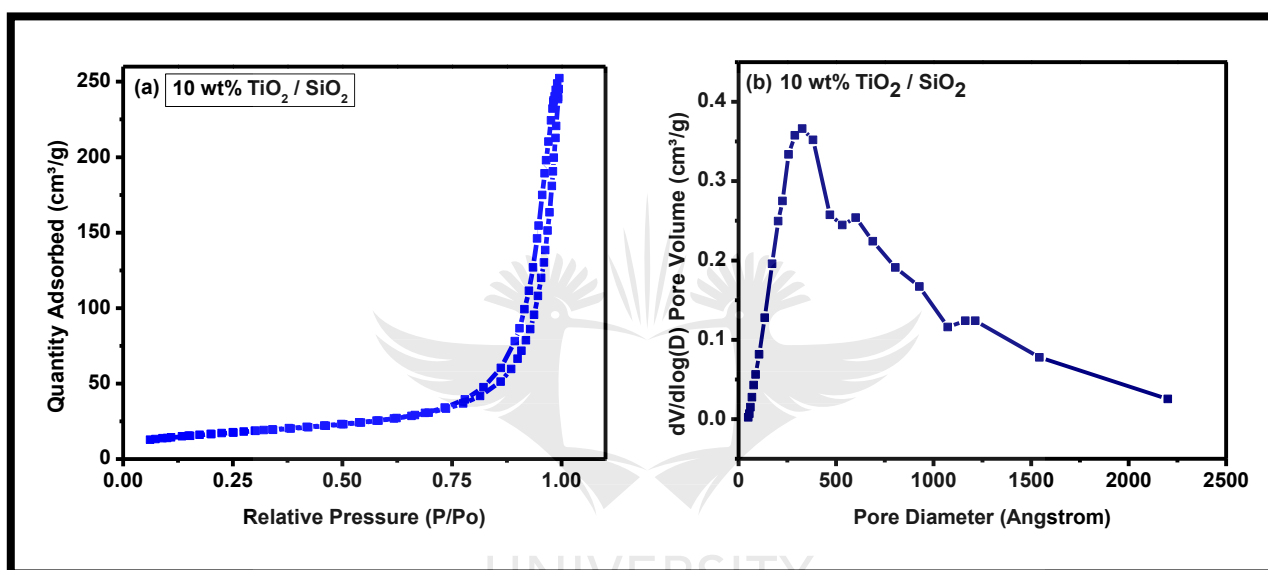 (a) 10 wt% TiO₂ / SiO₂
250
200
150
100
50
0
0.00 0.25 0.50 0.75 1.00
Quantity Adsorbed (cm³/g)
Relative Pressure (P/Po)
(b) 10 wt% TiO₂ / SiO₂
0.4
0.3
0.2
0.1
0.0
0 500 1000 1500 2000 2500
dV/dlog(D) Pore Volume (cm³/g)
Pore Diameter (Angstrom)
UNIVERSITY